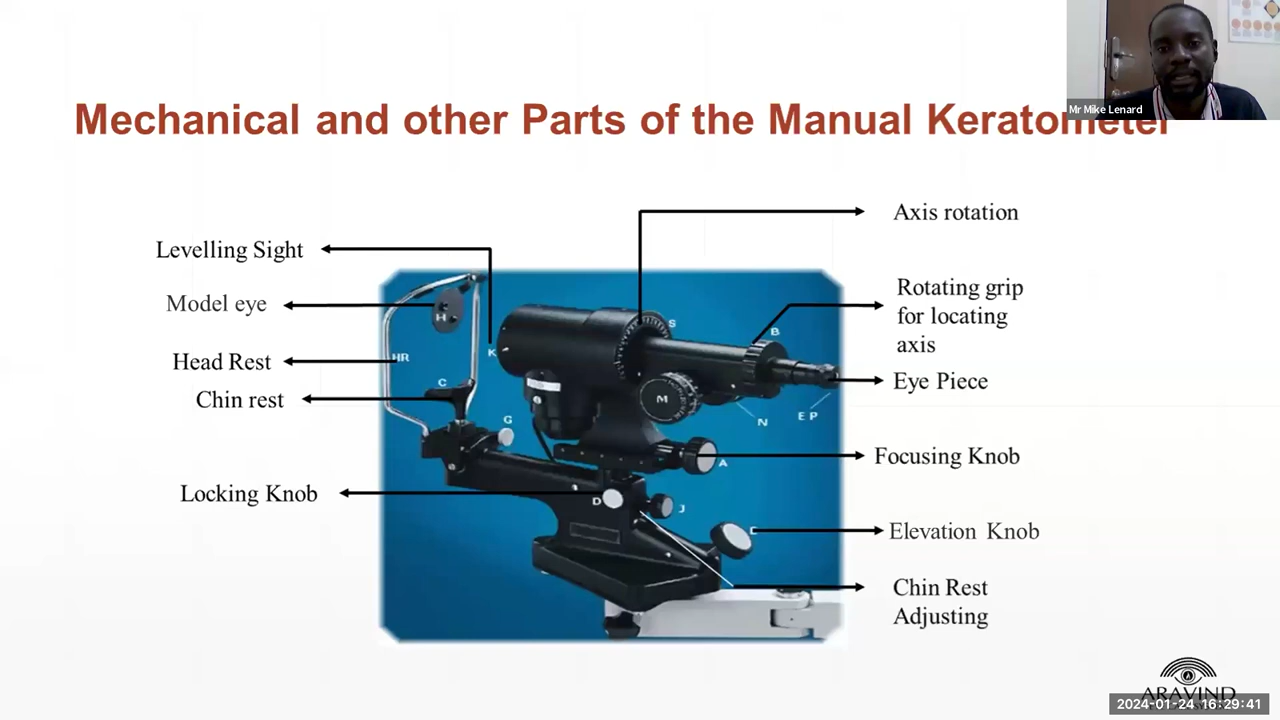 Mr Mike Lenard
Mechanical and other Parts of the Manual Keratometer
Axis rotation
Levelling Sight
Rotating grip
for locating
axis
Model eye
Head Rest
Eye Piece
Chin rest
Focusing Knob
Locking Knob
Elevation Knob
Chin Rest
Adjusting
H
HR
C
K
G
S
B
M
N
E P
A
D
J
ARAVIND
2024-01-24 16:29:41